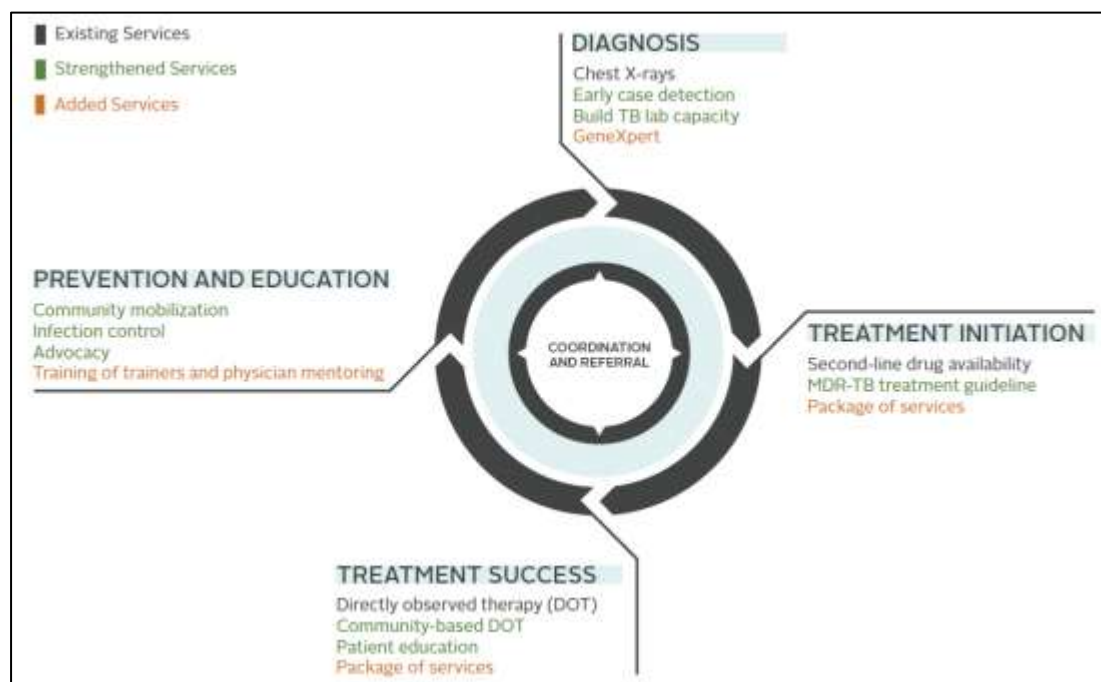 Existing Services
Strengthened Services
Added Services
DIAGNOSIS
Chest X-rays
Early case detection
Build TB lab capacity
GeneXpert
PREVENTION AND EDUCATION
Community mobilization
Infection control
Advocacy
Training of trainers and physician mentoring
COORDINATION
AND REFERRAL
TREATMENT INITIATION
Second-line drug availability
MDR-TB treatment guideline
Package of services
TREATMENT SUCCESS
Directly observed therapy (DOT)
Community-based DOT
Patient education
Package of services